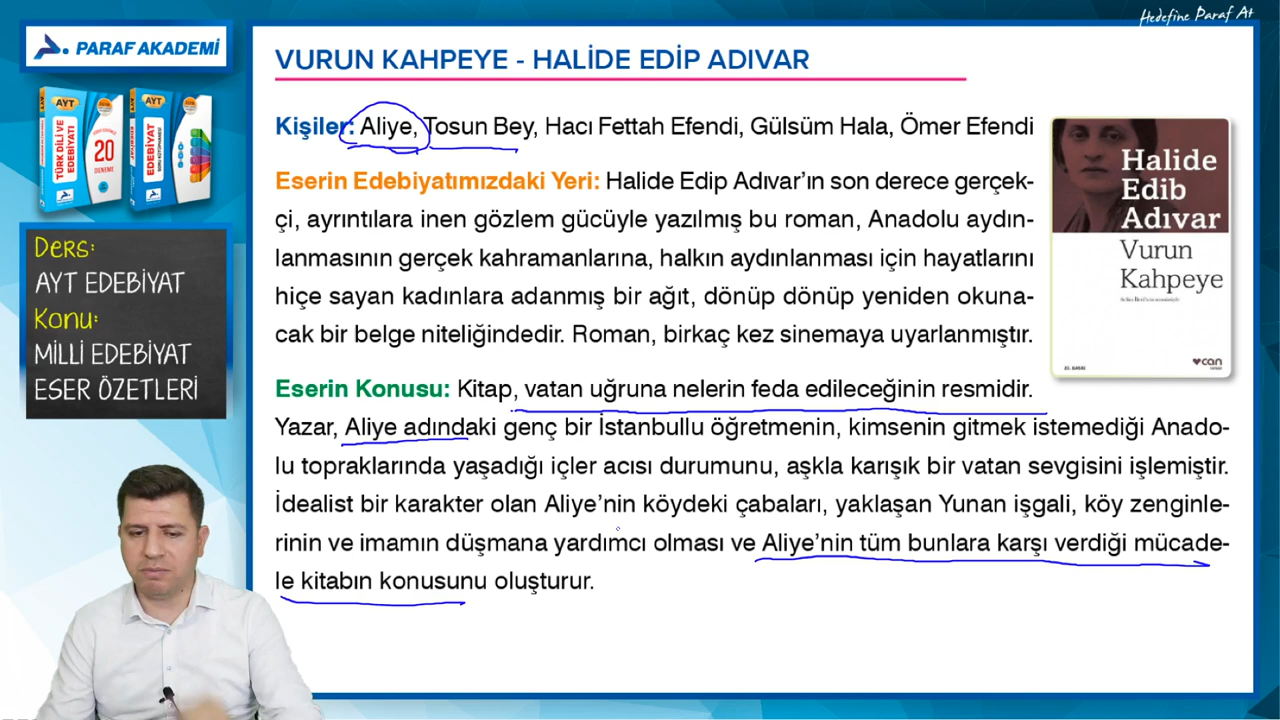 Hedefine Paraf At
PARAF AKADEMİ
VURUN KAHPEYE - HALİDE EDİP ADIVAR
Kişiler: Aliye, Tosun Bey, Hacı Fettah Efendi, Gülsüm Hala, Ömer Efendi
Eserin Edebiyatımızdaki Yeri: Halide Edip Adıvar’ın son derece gerçek-
çi, ayrıntılara inen gözlem gücüyle yazılmış bu roman, Anadolu aydın-
lanmasının gerçek kahramanlarına, halkın aydınlanması için hayatlarını
hiçe sayan kadınlara adanmış bir ağıt, dönüp dönüp yeniden okuna-
cak bir belge niteliğindedir. Roman, birkaç kez sinemaya uyarlanmıştır.
Eserin Konusu: Kitap, vatan uğruna nelerin feda edileceğinin resmidir.
Yazar, Aliye adındaki genç bir İstanbullu öğretmenin, kimsenin gitmek istemediği Anado-
lu topraklarında yaşadığı içler acısı durumunu, aşkla karışık bir vatan sevgisini işlemiştir.
İdealist bir karakter olan Aliye’nin köydeki çabaları, yaklaşan Yunan işgali, köy zenginle-
rinin ve imamın düşmana yardımcı olması ve Aliye’nin tüm bunlara karşı verdiği mücade-
le kitabın konusunu oluşturur.
Halide
Edib
Adıvar
Vurun
Kahpeye
can
AYT
TÜRK DİLİ VE
EDEBİYATI
20
DENEME
AYT
EDEBİYAT
Ders:
AYT EDEBİYAT
Konu:
MİLLİ EDEBİYAT
ESER ÖZETLERİ